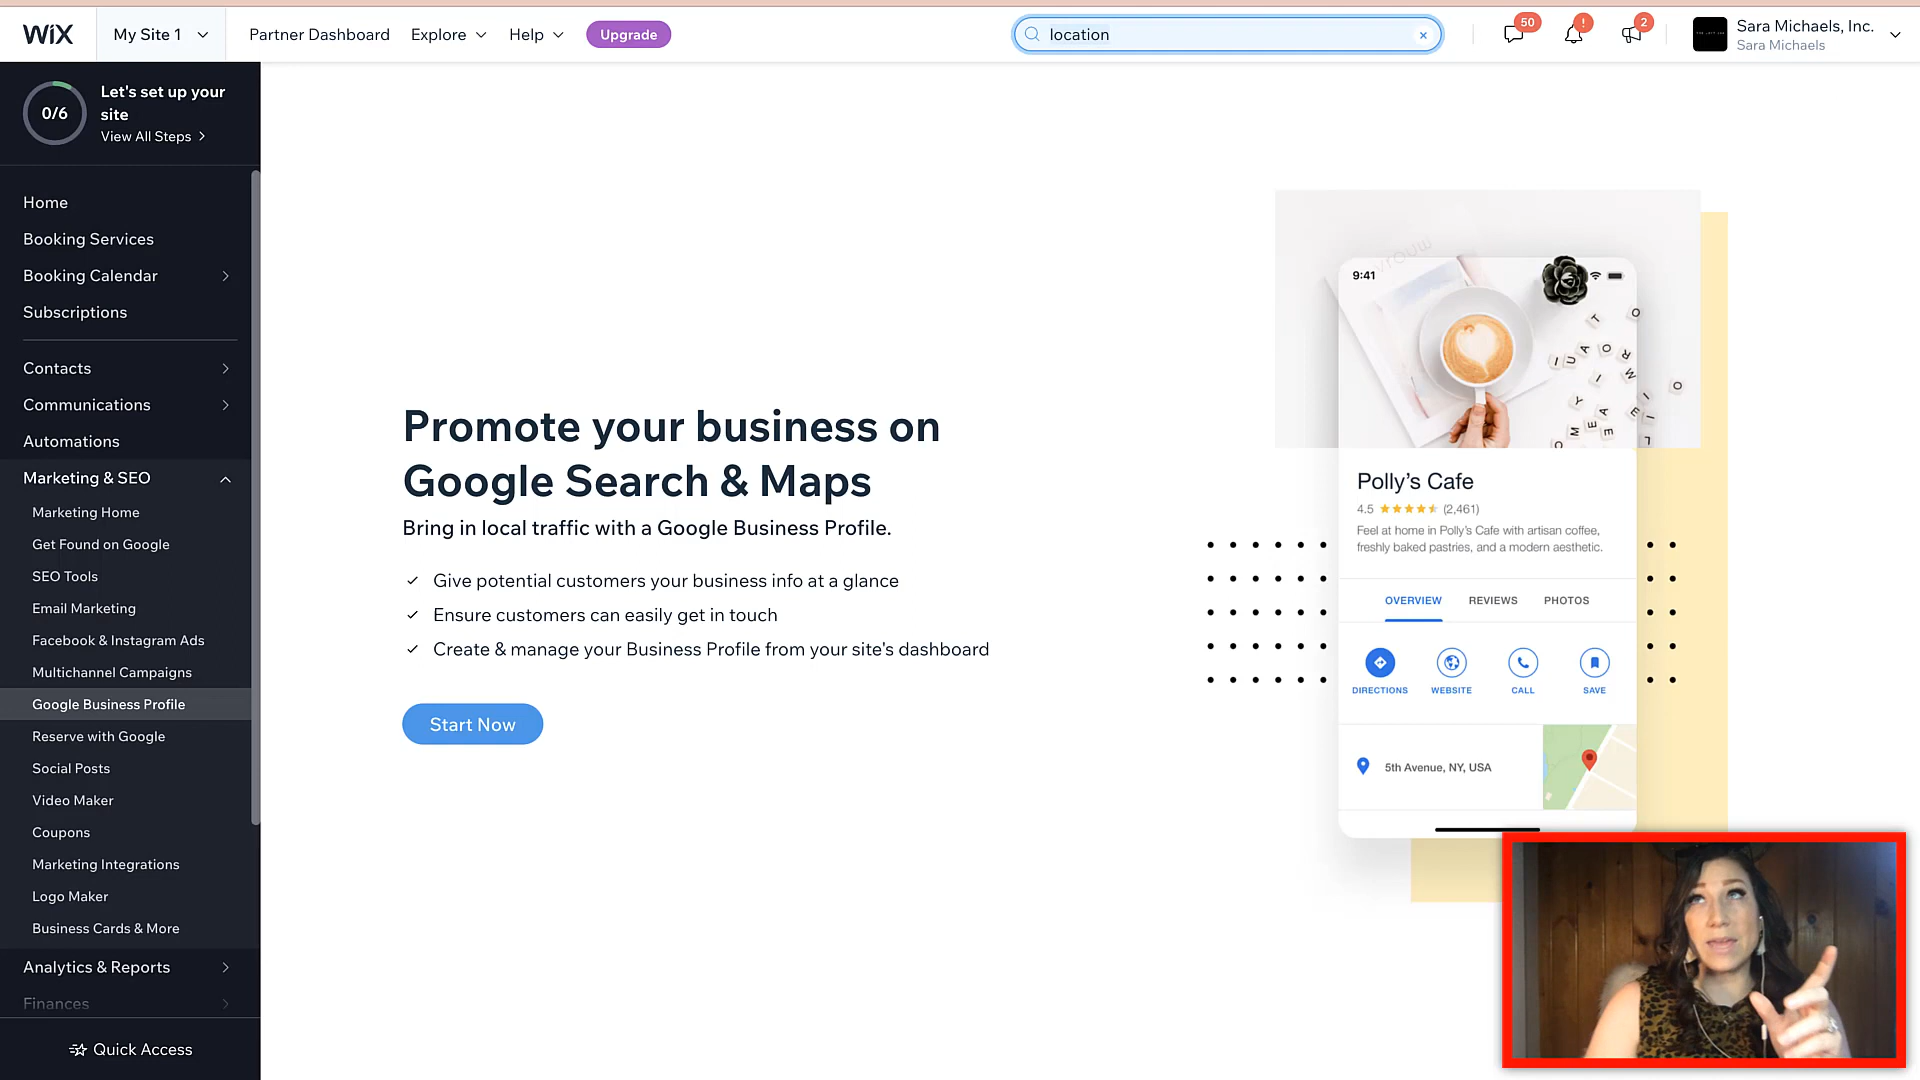 WiX
My Site 1
Partner Dashboard
Explore
Help
Upgrade
location
50
!
2
Sara Michaels, Inc.
Sara Michaels
0/6
Let's set up your
site
View All Steps
Home
Booking Services
Booking Calendar
Subscriptions
Contacts
Communications
Automations
Marketing & SEO
Marketing Home
Get Found on Google
SEO Tools
Email Marketing
Facebook & Instagram Ads
Multichannel Campaigns
Google Business Profile
Reserve with Google
Social Posts
Video Maker
Coupons
Marketing Integrations
Logo Maker
Business Cards & More
Analytics & Reports
Finances
Quick Access
Promote your business on
Google Search & Maps
Bring in local traffic with a Google Business Profile.
Give potential customers your business info at a glance
Ensure customers can easily get in touch
Create & manage your Business Profile from your site's dashboard
Start Now
9:41
Polly's Cafe
4.5 (2,461)
Feel at home in Polly's Cafe with artisan coffee,
freshly baked pastries, and a modern aesthetic.
OVERVIEW REVIEWS PHOTOS
DIRECTIONS WEBSITE CALL SAVE
5th Avenue, NY, USA